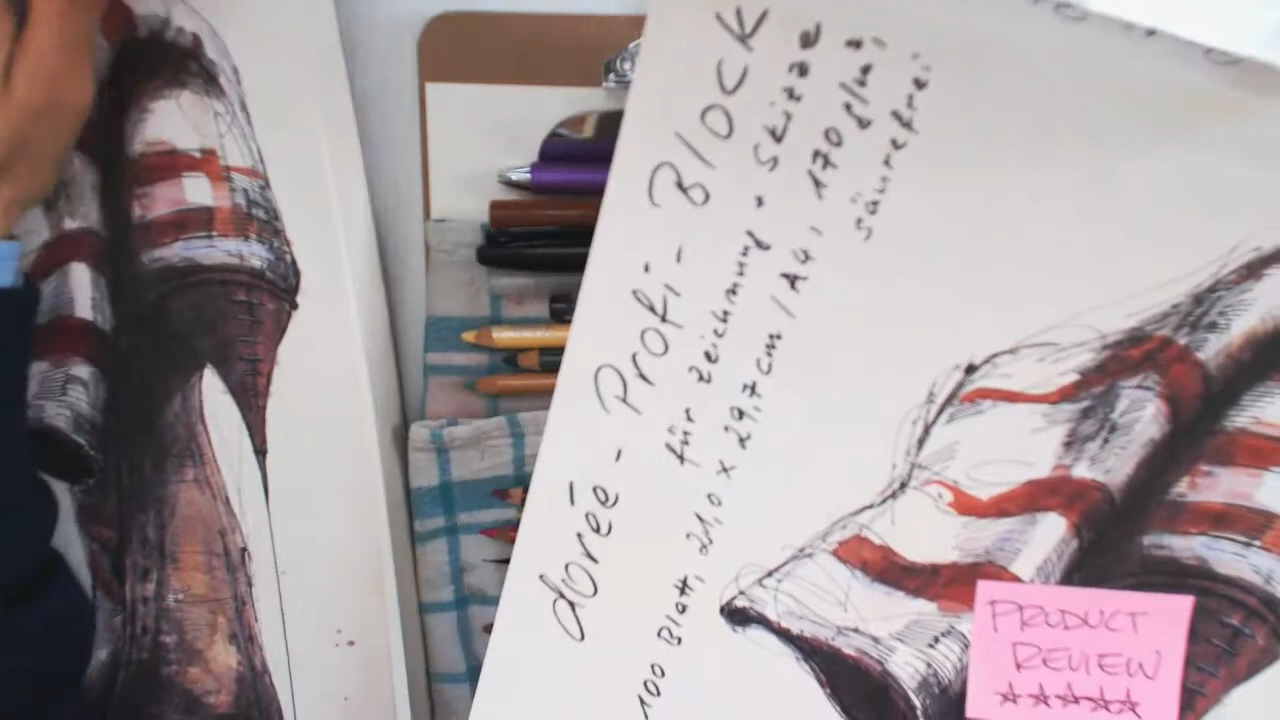 dorée - Profi - Block
für zeichnung + Skizze
100 Blatt, 21,0 x 29,7 cm / A4, 170 g/m²,
säurefrei
PRODUCT
REVIEW